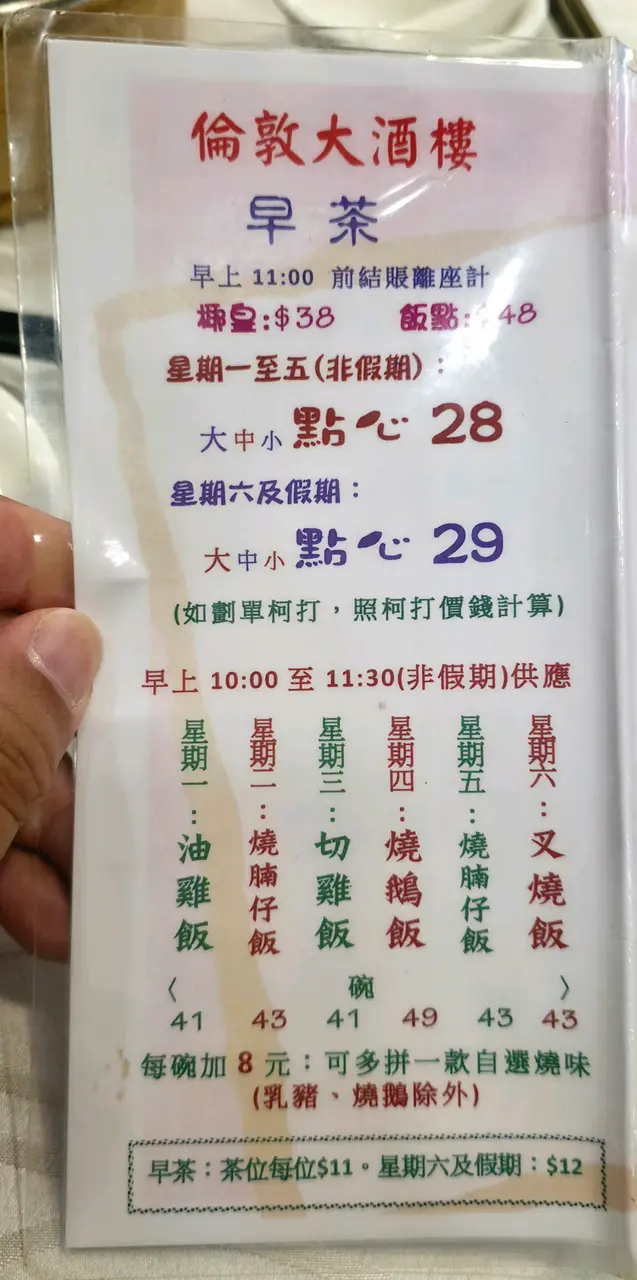 倫敦大酒樓
早茶
早上 11:00 前結賬離座計
椰皇:$38 飯點:$48
星期一至五(非假期):
大中小點心 28
星期六及假期:
大中小點心 29
(如劃單柯打,照柯打價錢計算)
早上 10:00 至 11:30(非假期)供應
星期一:油雞飯
星期二:燒腩仔飯
星期三:切雞飯
星期四:燒鵝飯
星期五:燒腩仔飯
星期六:叉燒飯
〈 碗 〉
41 43 41 49 43 43
每碗加 8 元:可多拼一款自選燒味
(乳豬、燒鵝除外)
早茶:茶位每位$11。星期六及假期:$12